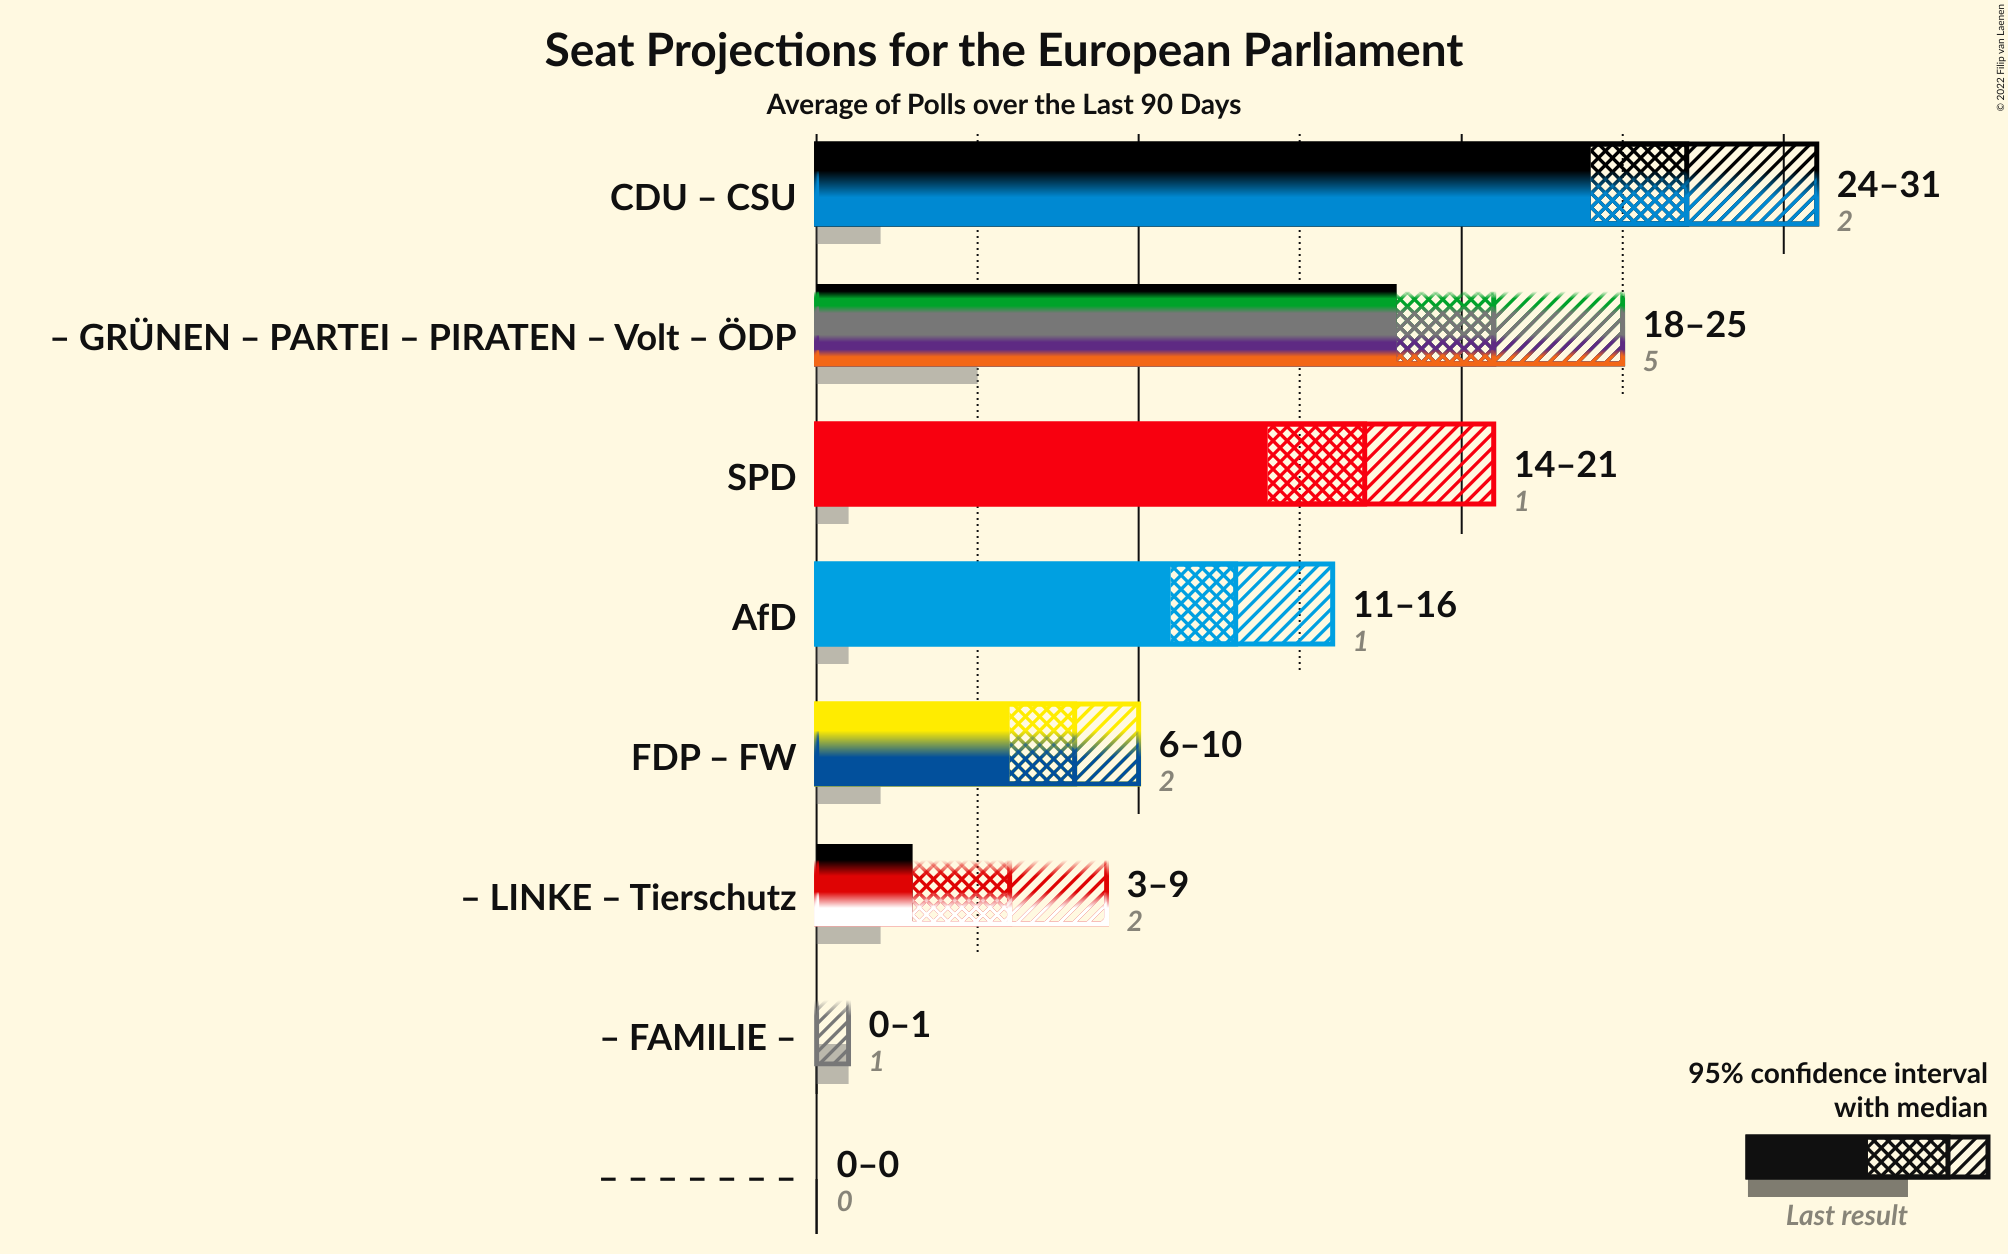 Seat Projections for the European Parliament
Average of Polls over the Last 90 Days
© 2022 Filip van Laenen
CDU – CSU
24–31
2
– GRÜNEN – PARTEI – PIRATEN – Volt – ÖDP
18–25
5
SPD
14–21
1
AfD
11–16
1
FDP – FW
6–10
2
– LINKE – Tierschutz
3–9
2
– FAMILIE –
0–1
1
– – – – – – –
0–0
0
95% confidence interval
with median
Last result